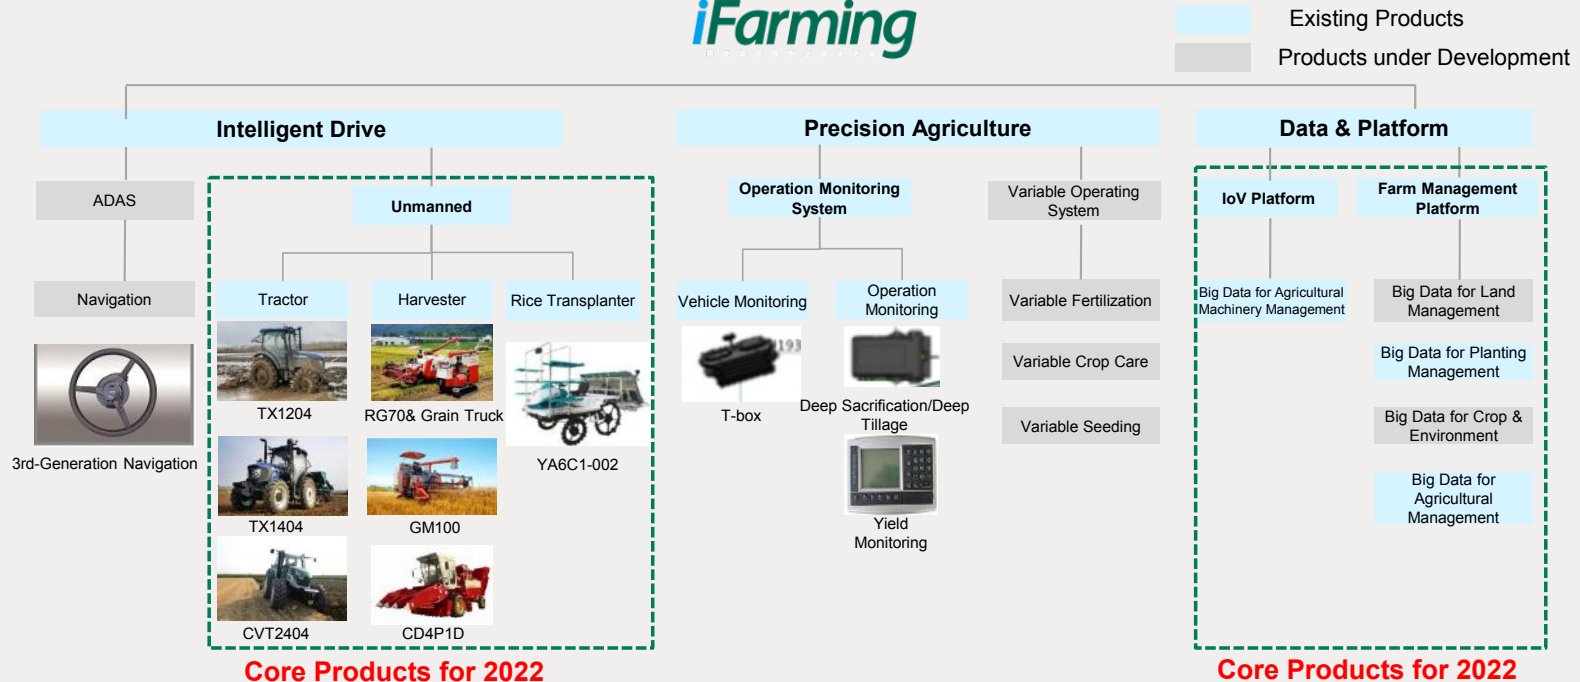 iFarming
Existing Products
Products under Development
Intelligent Drive
Precision Agriculture
Data & Platform
ADAS
Unmanned
Navigation
Tractor
Harvester
Rice Transplanter
3rd-Generation Navigation
TX1204
RG70& Grain Truck
YA6C1-002
TX1404
GM100
CVT2404
CD4P1D
Core Products for 2022
Operation Monitoring
System
Variable Operating
System
Vehicle Monitoring
Operation
Monitoring
193
T-box
Deep Sacrification/Deep
Tillage
Yield
Monitoring
Variable Fertilization
Variable Crop Care
Variable Seeding
IoV Platform
Farm Management
Platform
Big Data for Agricultural
Machinery Management
Big Data for Land
Management
Big Data for Planting
Management
Big Data for Crop &
Environment
Big Data for
Agricultural
Management
Core Products for 2022